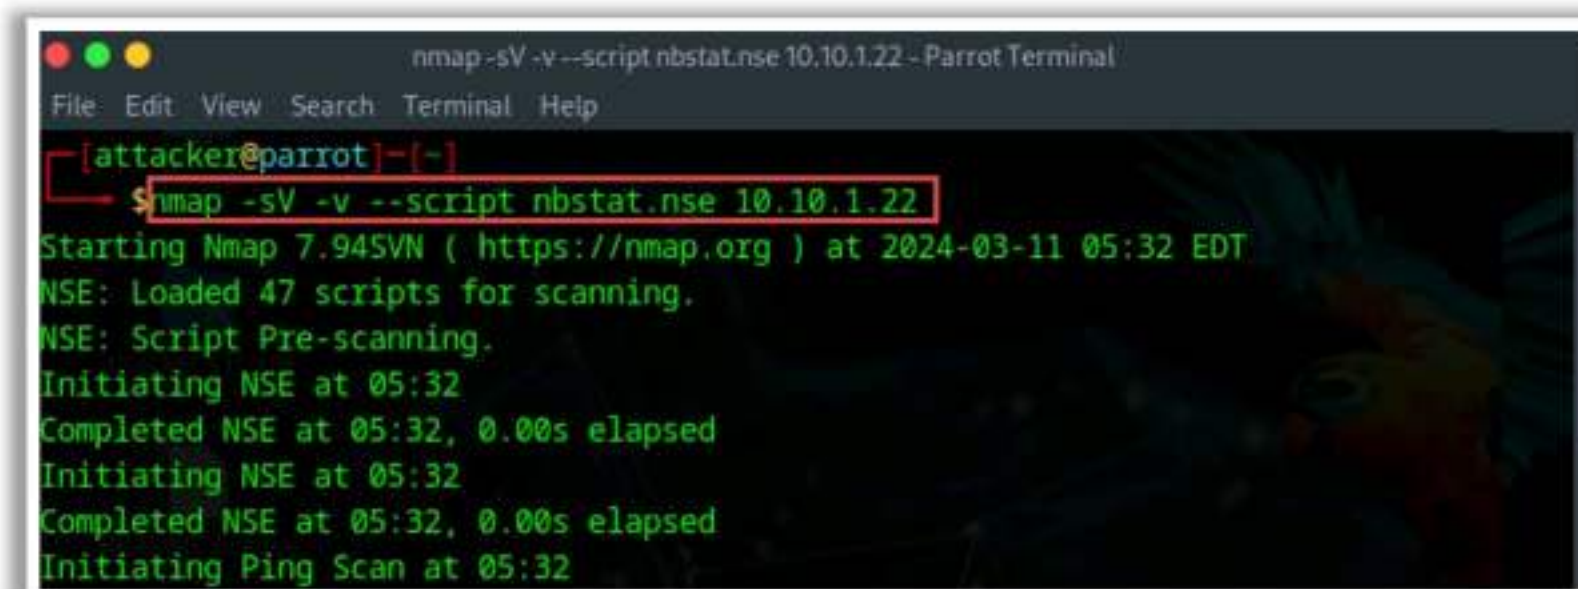 nmap -sV -v --script nbstat.nse 10.10.1.22 - Parrot Terminal
File Edit View Search Terminal Help
[attacker@parrot]-[~]
$nmap -sV -v --script nbstat.nse 10.10.1.22
Starting Nmap 7.94SVN ( https://nmap.org ) at 2024-03-11 05:32 EDT
NSE: Loaded 47 scripts for scanning.
NSE: Script Pre-scanning.
Initiating NSE at 05:32
Completed NSE at 05:32, 0.00s elapsed
Initiating NSE at 05:32
Completed NSE at 05:32, 0.00s elapsed
Initiating Ping Scan at 05:32